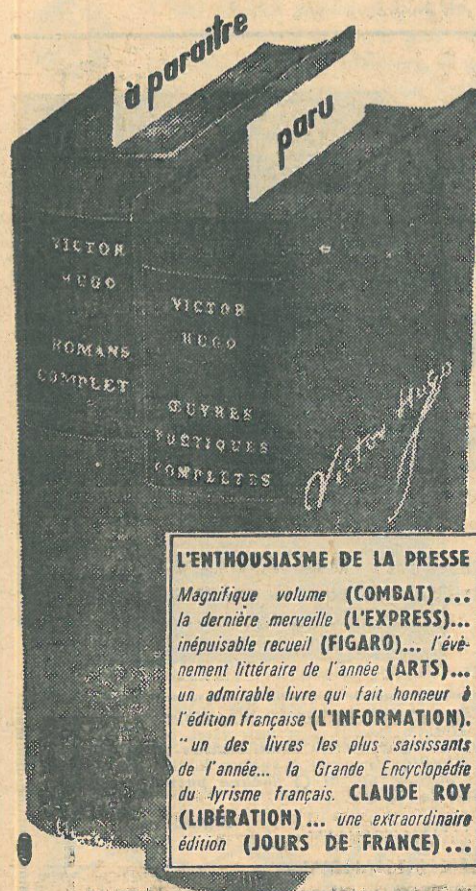 à paraitre
paru
VICTOR
HUGO
ROMANS
COMPLET
VICTOR
HUGO
ŒUVRES
POÉTIQUES
COMPLÈTES
Victor Hugo
L'ENTHOUSIASME DE LA PRESSE
Magnifique volume (COMBAT) ...
la dernière merveille (L'EXPRESS)...
inépuisable recueil (FIGARO)... l'évè-
nement littéraire de l'année (ARTS)...
un admirable livre qui fait honneur à
l'édition française (L'INFORMATION).
"un des livres les plus saisissants
de l'année... la Grande Encyclopédie
du lyrisme français. CLAUDE ROY
(LIBÉRATION) ... une extraordinaire
édition (JOURS DE FRANCE) ...